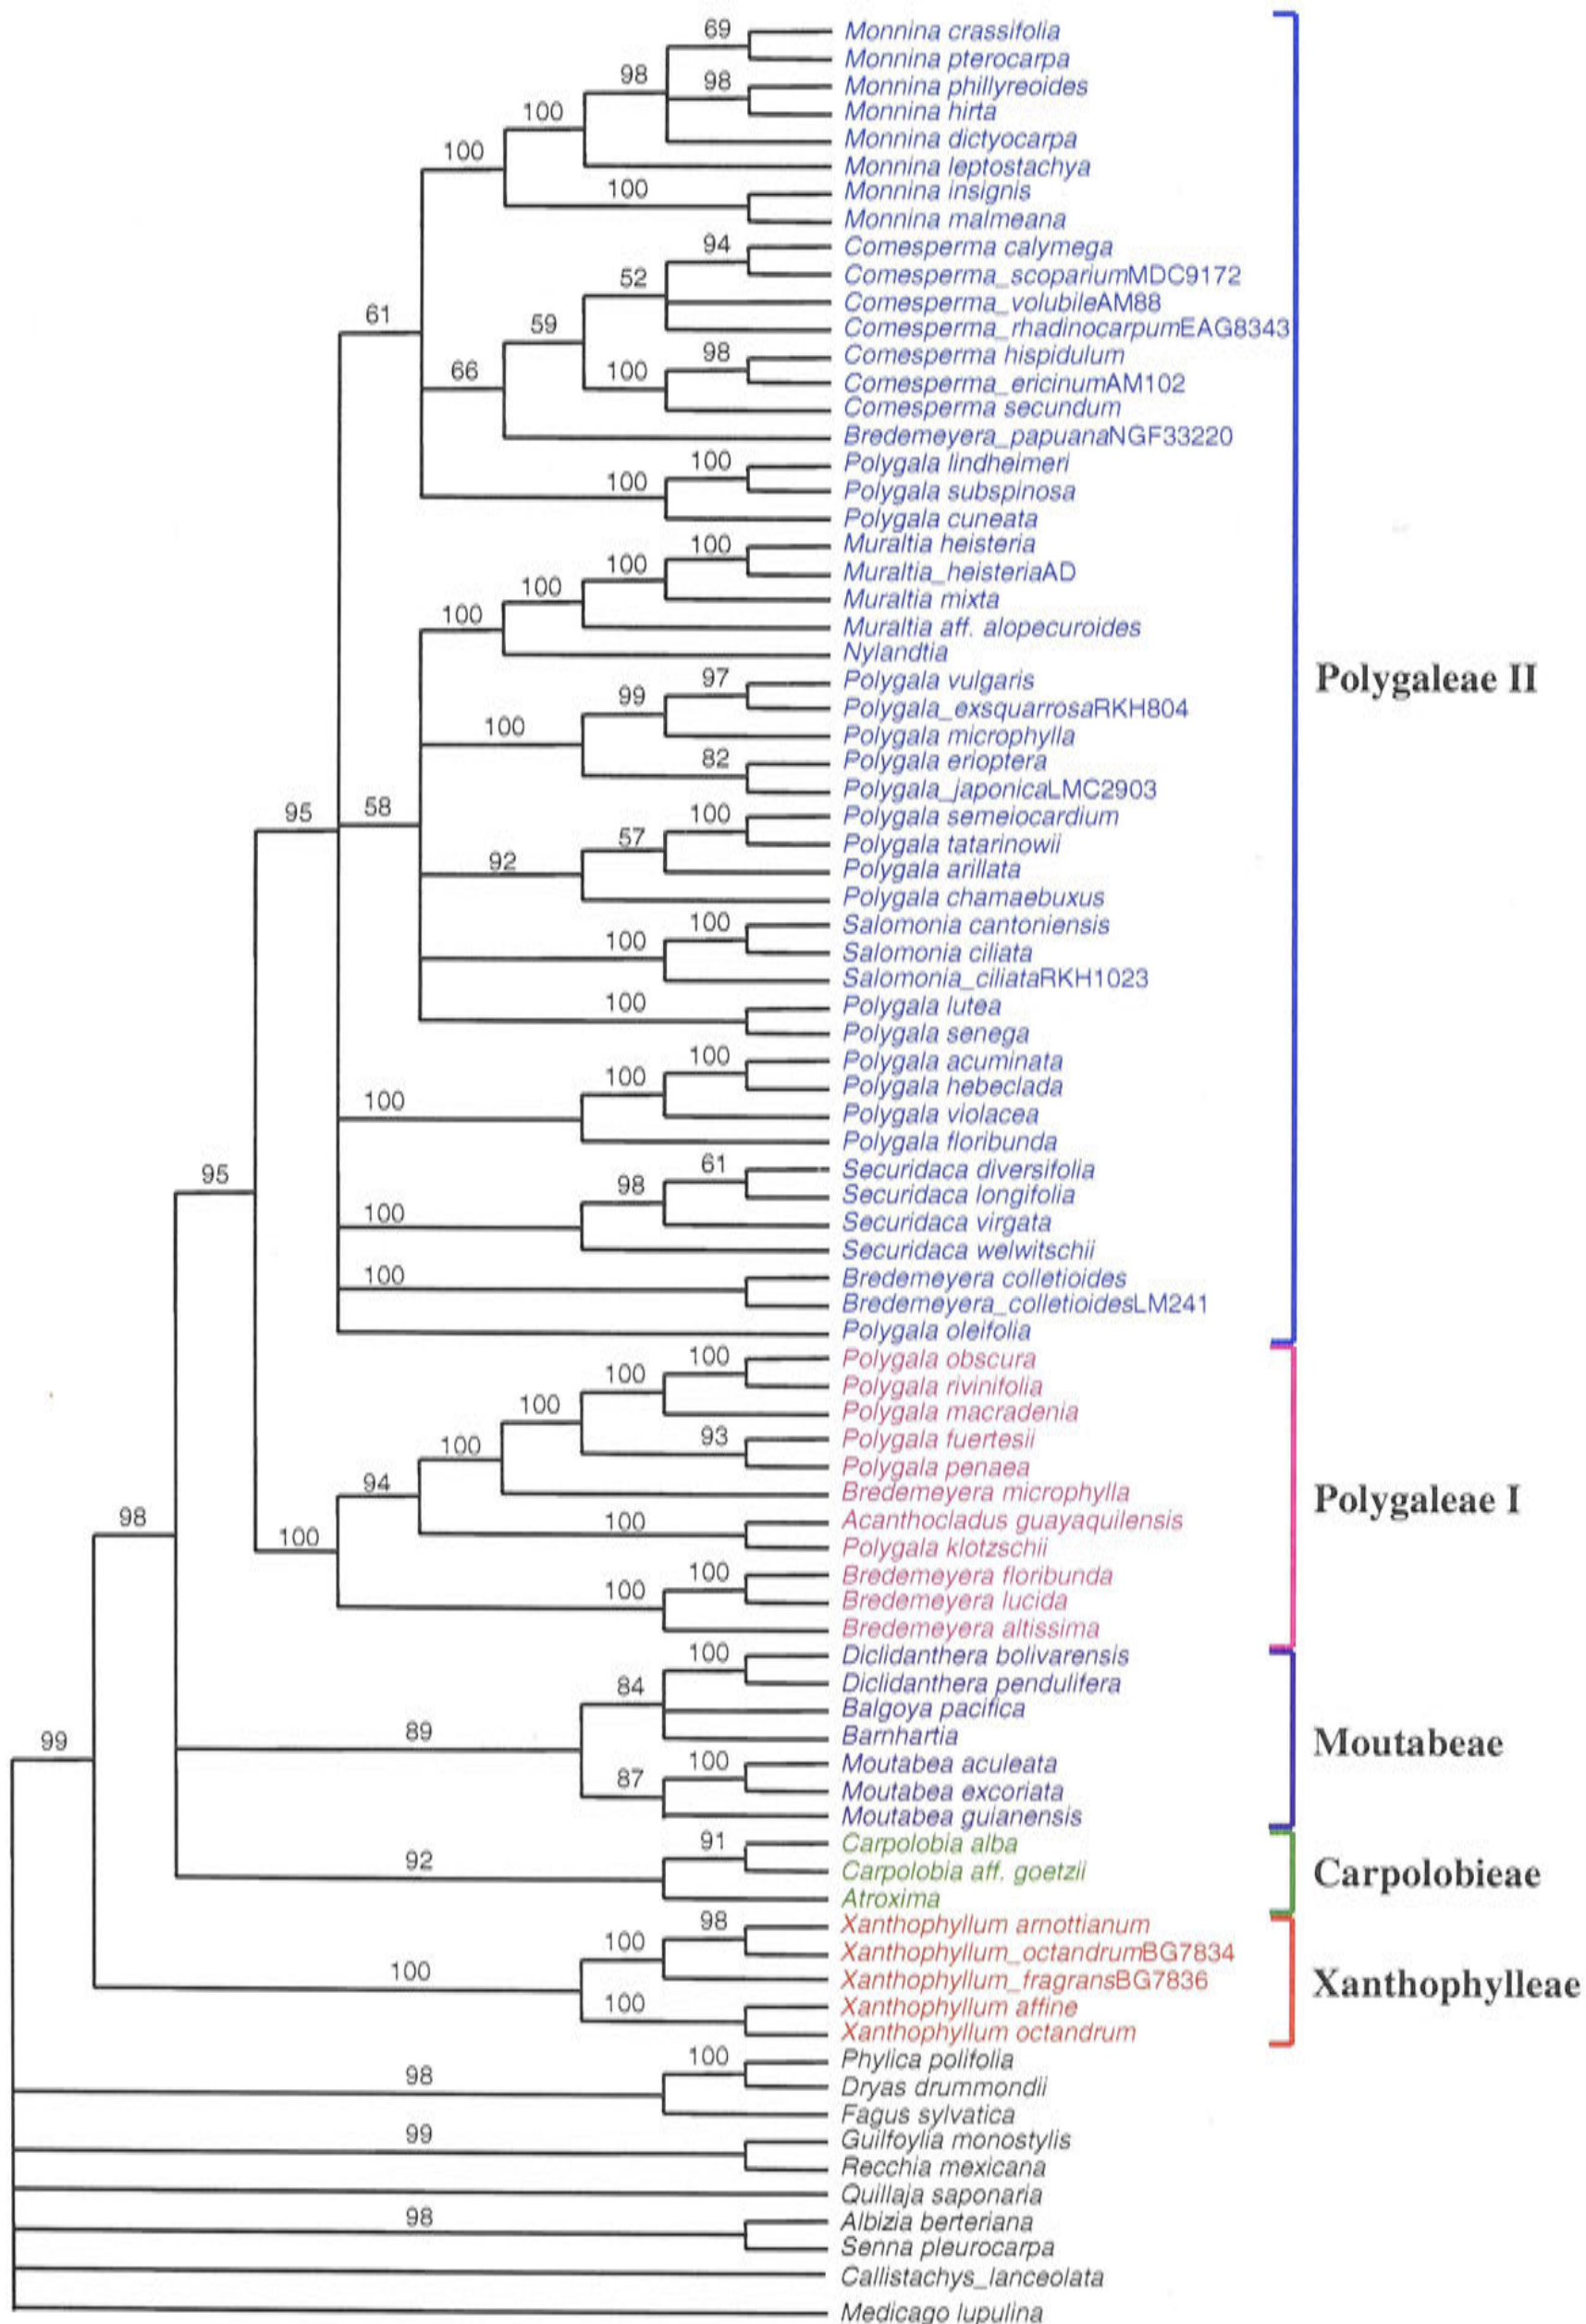 69 Monnina crassifolia
Monnina pterocarpa
98 98 Monnina phillyreoides
100 Monnina hirta
Monnina dictyocarpa
100 Monnina leptostachya
100 Monnina insignis
Monnina malmeana
94 Comesperma calymega
52 Comesperma_scopariumMDC9172
Comesperma_volubileAM88
61 59 Comesperma_rhadinocarpumEAG8343
98 Comesperma hispidulum
66 100 Comesperma_ericinumAM102
Comesperma secundum
Bredemeyera_papuanaNGF33220
100 Polygala lindheimeri
100 Polygala subspinosa
Polygala cuneata
100 Muraltia heisteria
100 Muraltia_heisteriaAD
100 Muraltia mixta
100 Muraltia aff. alopecuroides
Nylandtia
97 Polygala vulgaris
Polygaleae II
99 Polygala_exsquarrosaRKH804
100 Polygala microphylla
82 Polygala erioptera
Polygala_japonicaLMC2903
95 58 100 Polygala semeiocardium
57 Polygala tatarinowii
92 Polygala arillata
Polygala chamaebuxus
100 Salomonia cantoniensis
100 Salomonia ciliata
Salomonia_ciliataRKH1023
100 Polygala lutea
Polygala senega
100 Polygala acuminata
100 Polygala hebeclada
100 Polygala violacea
Polygala floribunda
95 61 Securidaca diversifolia
98 Securidaca longifolia
100 Securidaca virgata
Securidaca welwitschii
100 Bredemeyera colletioides
Bredemeyera_colletioidesLM241
Polygala oleifolia
100 Polygala obscura
100 Polygala rivinifolia
100 Polygala macradenia
100 93 Polygala fuertesii
Polygala penaea
94 Bredemeyera microphylla
Polygaleae I
98 100 Acanthocladus guayaquilensis
100 Polygala klotzschii
100 Bredemeyera floribunda
100 Bredemeyera lucida
Bredemeyera altissima
100 Diclidanthera bolivarensis
84 Diclidanthera pendulifera
Balgoya pacifica
99 89 Barnhartia
Moutabeae
100 Moutabea aculeata
87 Moutabea excoriata
Moutabea guianensis
91 Carpolobia alba
92 Carpolobia aff. goetzii
Carpolobieae
Atroxima
98 Xanthophyllum arnottianum
100 Xanthophyllum_octandrumBG7834
100 Xanthophyllum_fragransBG7836
Xanthophylleae
100 Xanthophyllum affine
Xanthophyllum octandrum
100 Phylica polifolia
98 Dryas drummondii
Fagus sylvatica
99 Guilfoylia monostylis
Recchia mexicana
Quillaja saponaria
98 Albizia berteriana
Senna pleurocarpa
Callistachys_lanceolata
Medicago lupulina